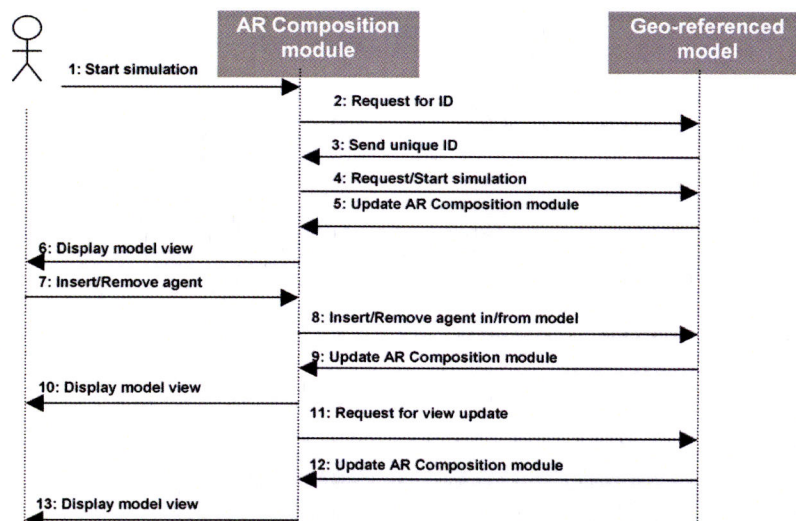 AR Composition
module
Geo-referenced
model
1: Start simulation
2: Request for ID
3: Send unique ID
4: Request/Start simulation
5: Update AR Composition module
6: Display model view
7: Insert/Remove agent
8: Insert/Remove agent in/from model
9: Update AR Composition module
10: Display model view
11: Request for view update
12: Update AR Composition module
13: Display model view